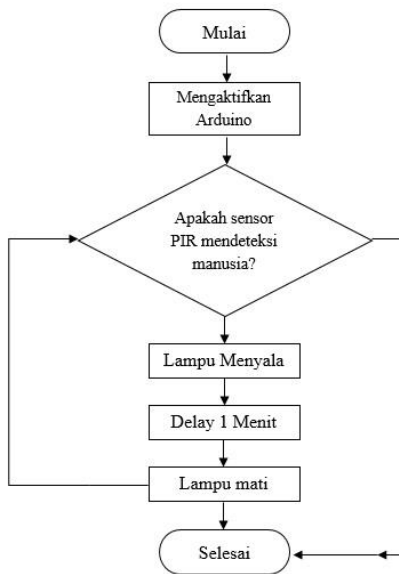 Mulai
Mengaktifkan
Arduino
Apakah sensor
PIR mendeteksi
manusia?
Lampu Menyala
Delay 1 Menit
Lampu mati
Selesai